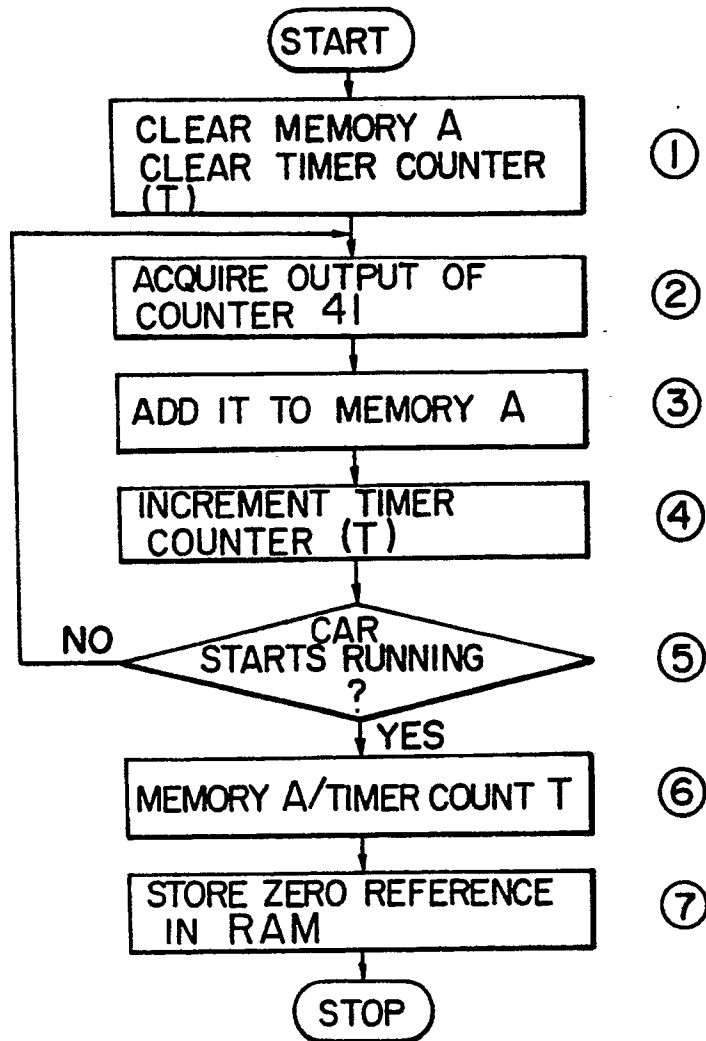 START
CLEAR MEMORY A
CLEAR TIMER COUNTER
(T)
①
ACQUIRE OUTPUT OF
COUNTER 41
②
ADD IT TO MEMORY A
③
INCREMENT TIMER
COUNTER (T)
④
CAR
STARTS RUNNING
?
NO
⑤
YES
MEMORY A/TIMER COUNT T
⑥
STORE ZERO REFERENCE
IN RAM
⑦
STOP